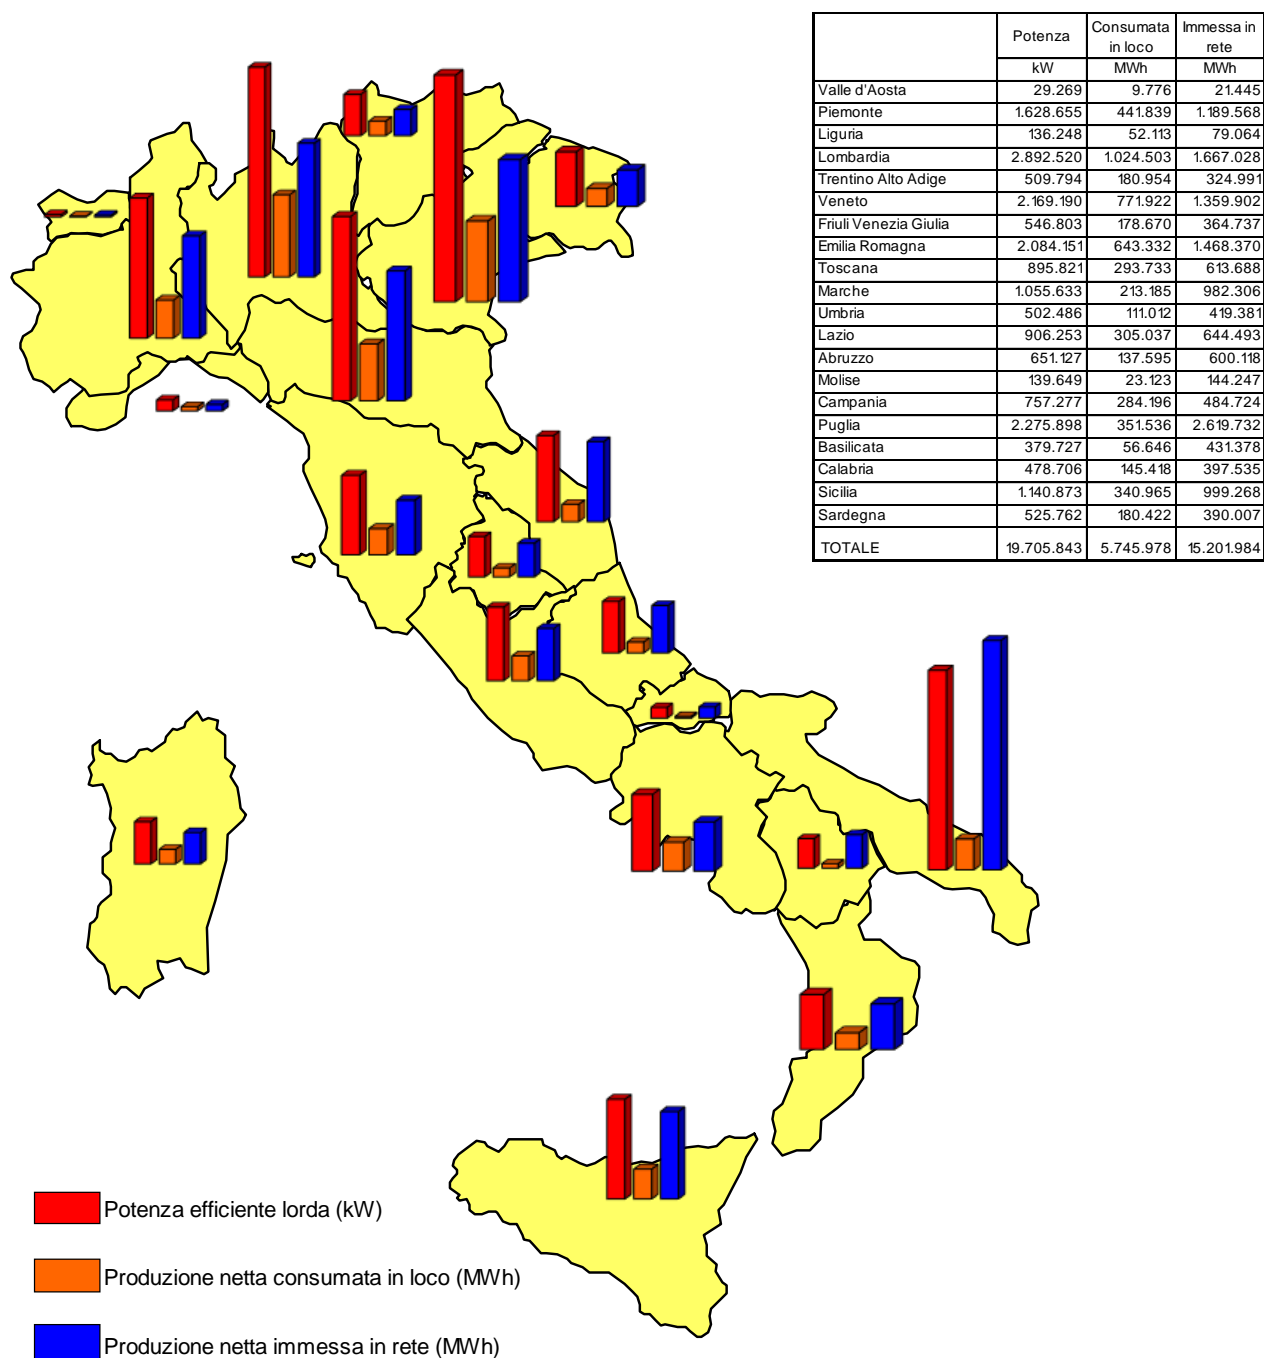 Potenza Consumata in loco Immessa in rete
kW MWh MWh
Valle d'Aosta 29.269 9.776 21.445
Piemonte 1.628.655 441.839 1.189.568
Liguria 136.248 52.113 79.064
Lombardia 2.892.520 1.024.503 1.667.028
Trentino Alto Adige 509.794 180.954 324.991
Veneto 2.169.190 771.922 1.359.902
Friuli Venezia Giulia 546.803 178.670 364.737
Emilia Romagna 2.084.151 643.332 1.468.370
Toscana 895.821 293.733 613.688
Marche 1.055.633 213.185 982.306
Umbria 502.486 111.012 419.381
Lazio 906.253 305.037 644.493
Abruzzo 651.127 137.595 600.118
Molise 139.649 23.123 144.247
Campania 757.277 284.196 484.724
Puglia 2.275.898 351.536 2.619.732
Basilicata 379.727 56.646 431.378
Calabria 478.706 145.418 397.535
Sicilia 1.140.873 340.965 999.268
Sardegna 525.762 180.422 390.007
TOTALE 19.705.843 5.745.978 15.201.984
Potenza efficiente lorda (kW)
Produzione netta consumata in loco (MWh)
Produzione netta immessa in rete (MWh)